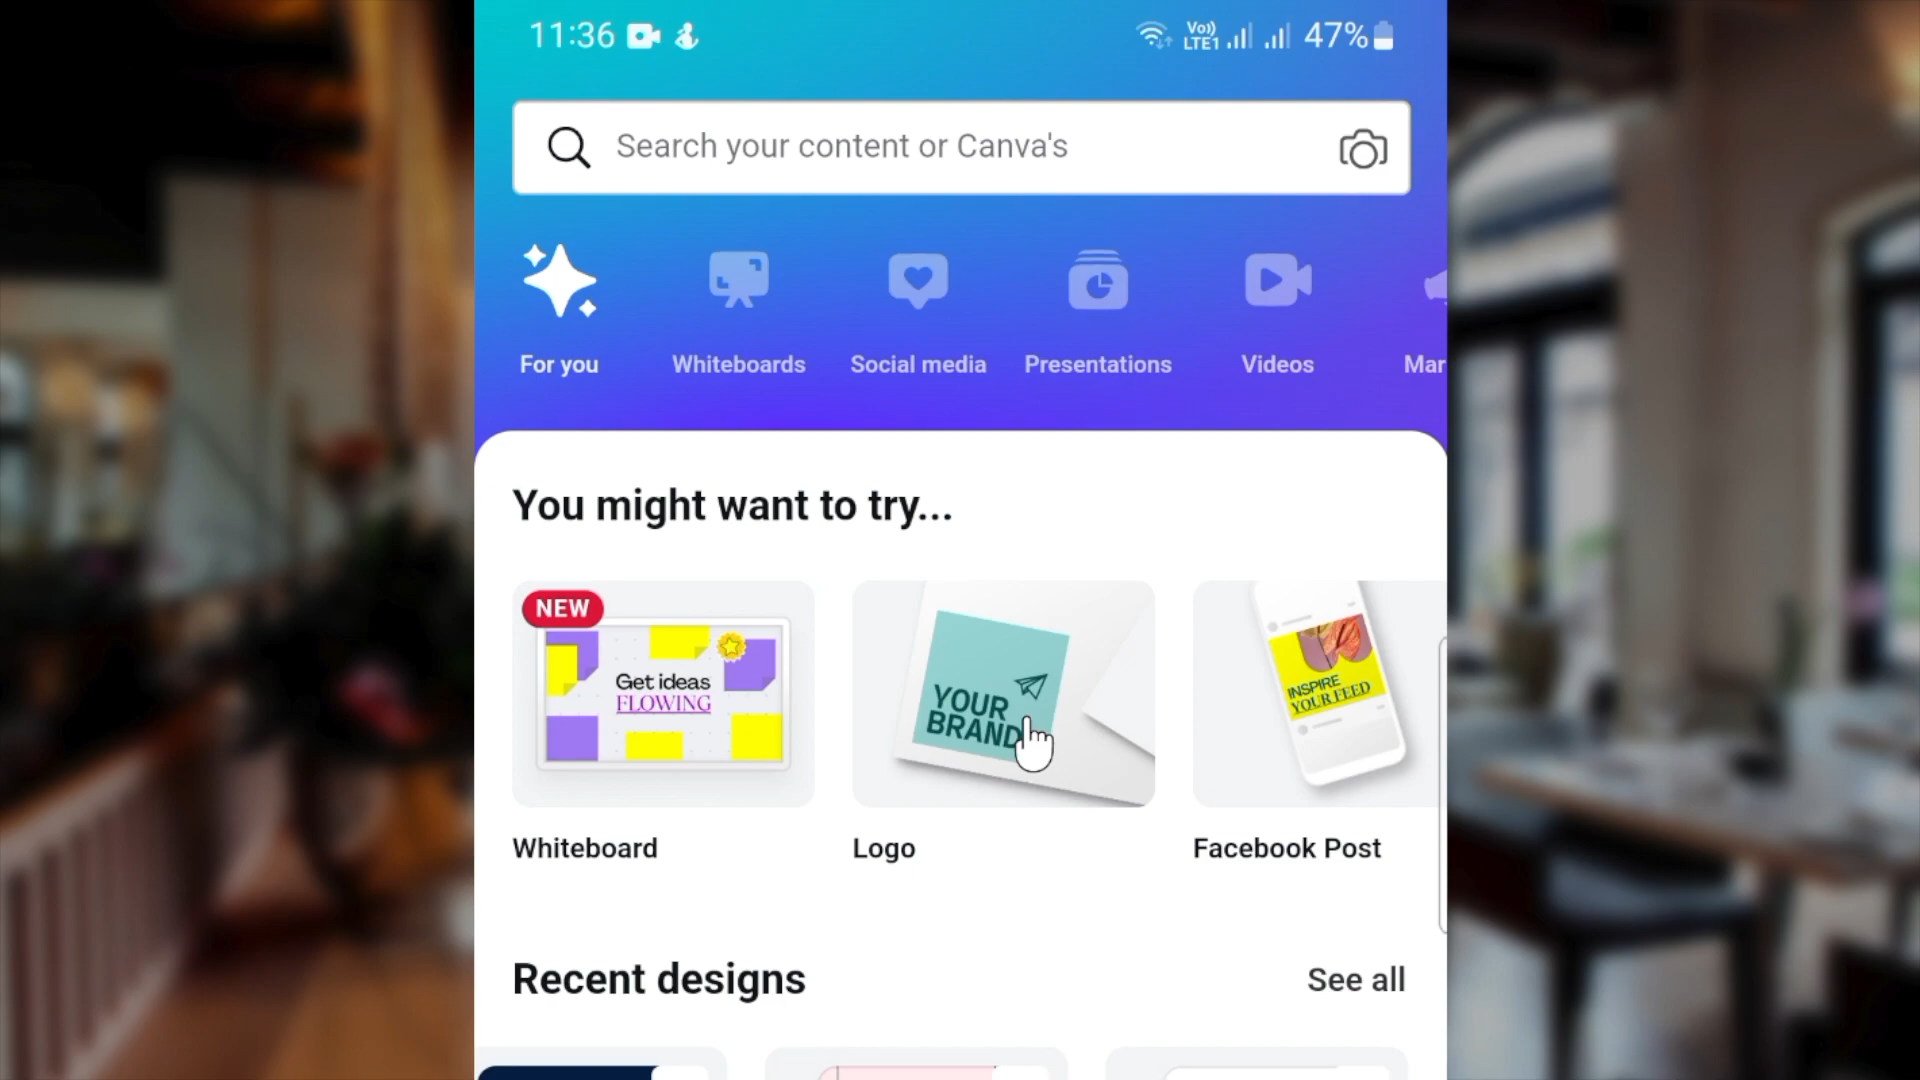 11:36
Vo)) LTE1 47%
Search your content or Canva's
For you Whiteboards Social media Presentations Videos Mar
You might want to try...
NEW
Get ideas
FLOWING
YOUR
BRAND
INSPIRE
YOUR FEED
Whiteboard Logo Facebook Post
Recent designs See all